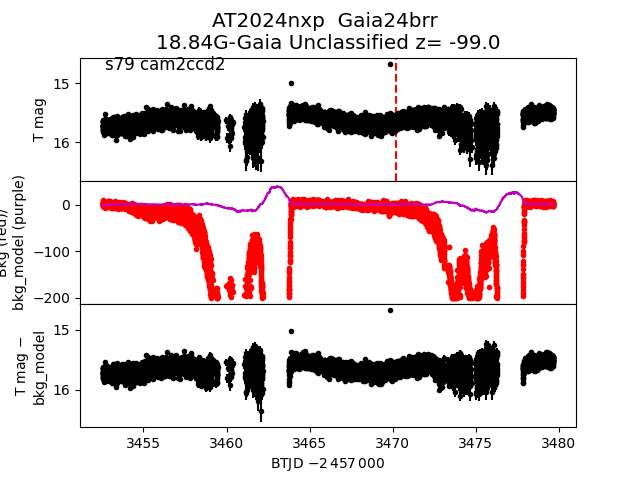 AT2024nxp  Gaia24brr
18.84G-Gaia Unclassified z= -99.0
s79 cam2ccd2
15
16
T mag
0
−100
−200
Bkg (red)/
bkg_model (purple)
15
16
T mag −
bkg_model
3455 3460 3465 3470 3475 3480
BTJD −2 457 000